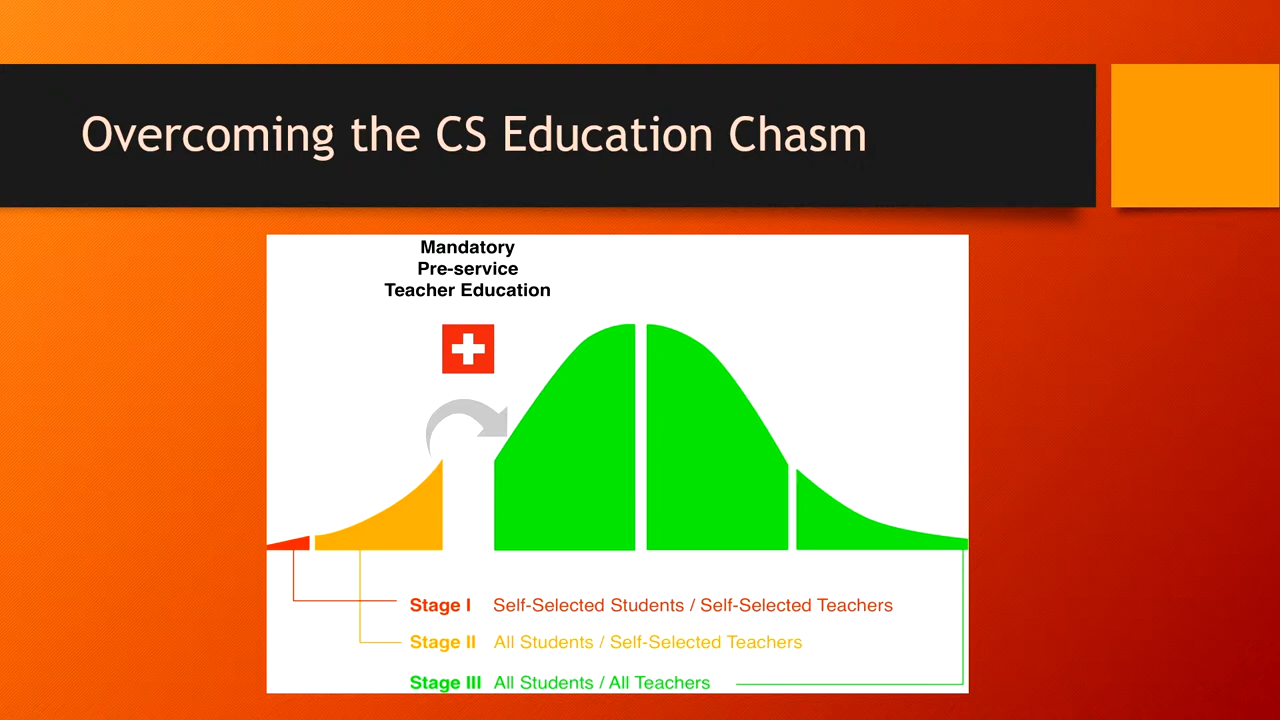 Overcoming the CS Education Chasm
Mandatory
Pre-service
Teacher Education
Stage I Self-Selected Students / Self-Selected Teachers
Stage II All Students / Self-Selected Teachers
Stage III All Students / All Teachers